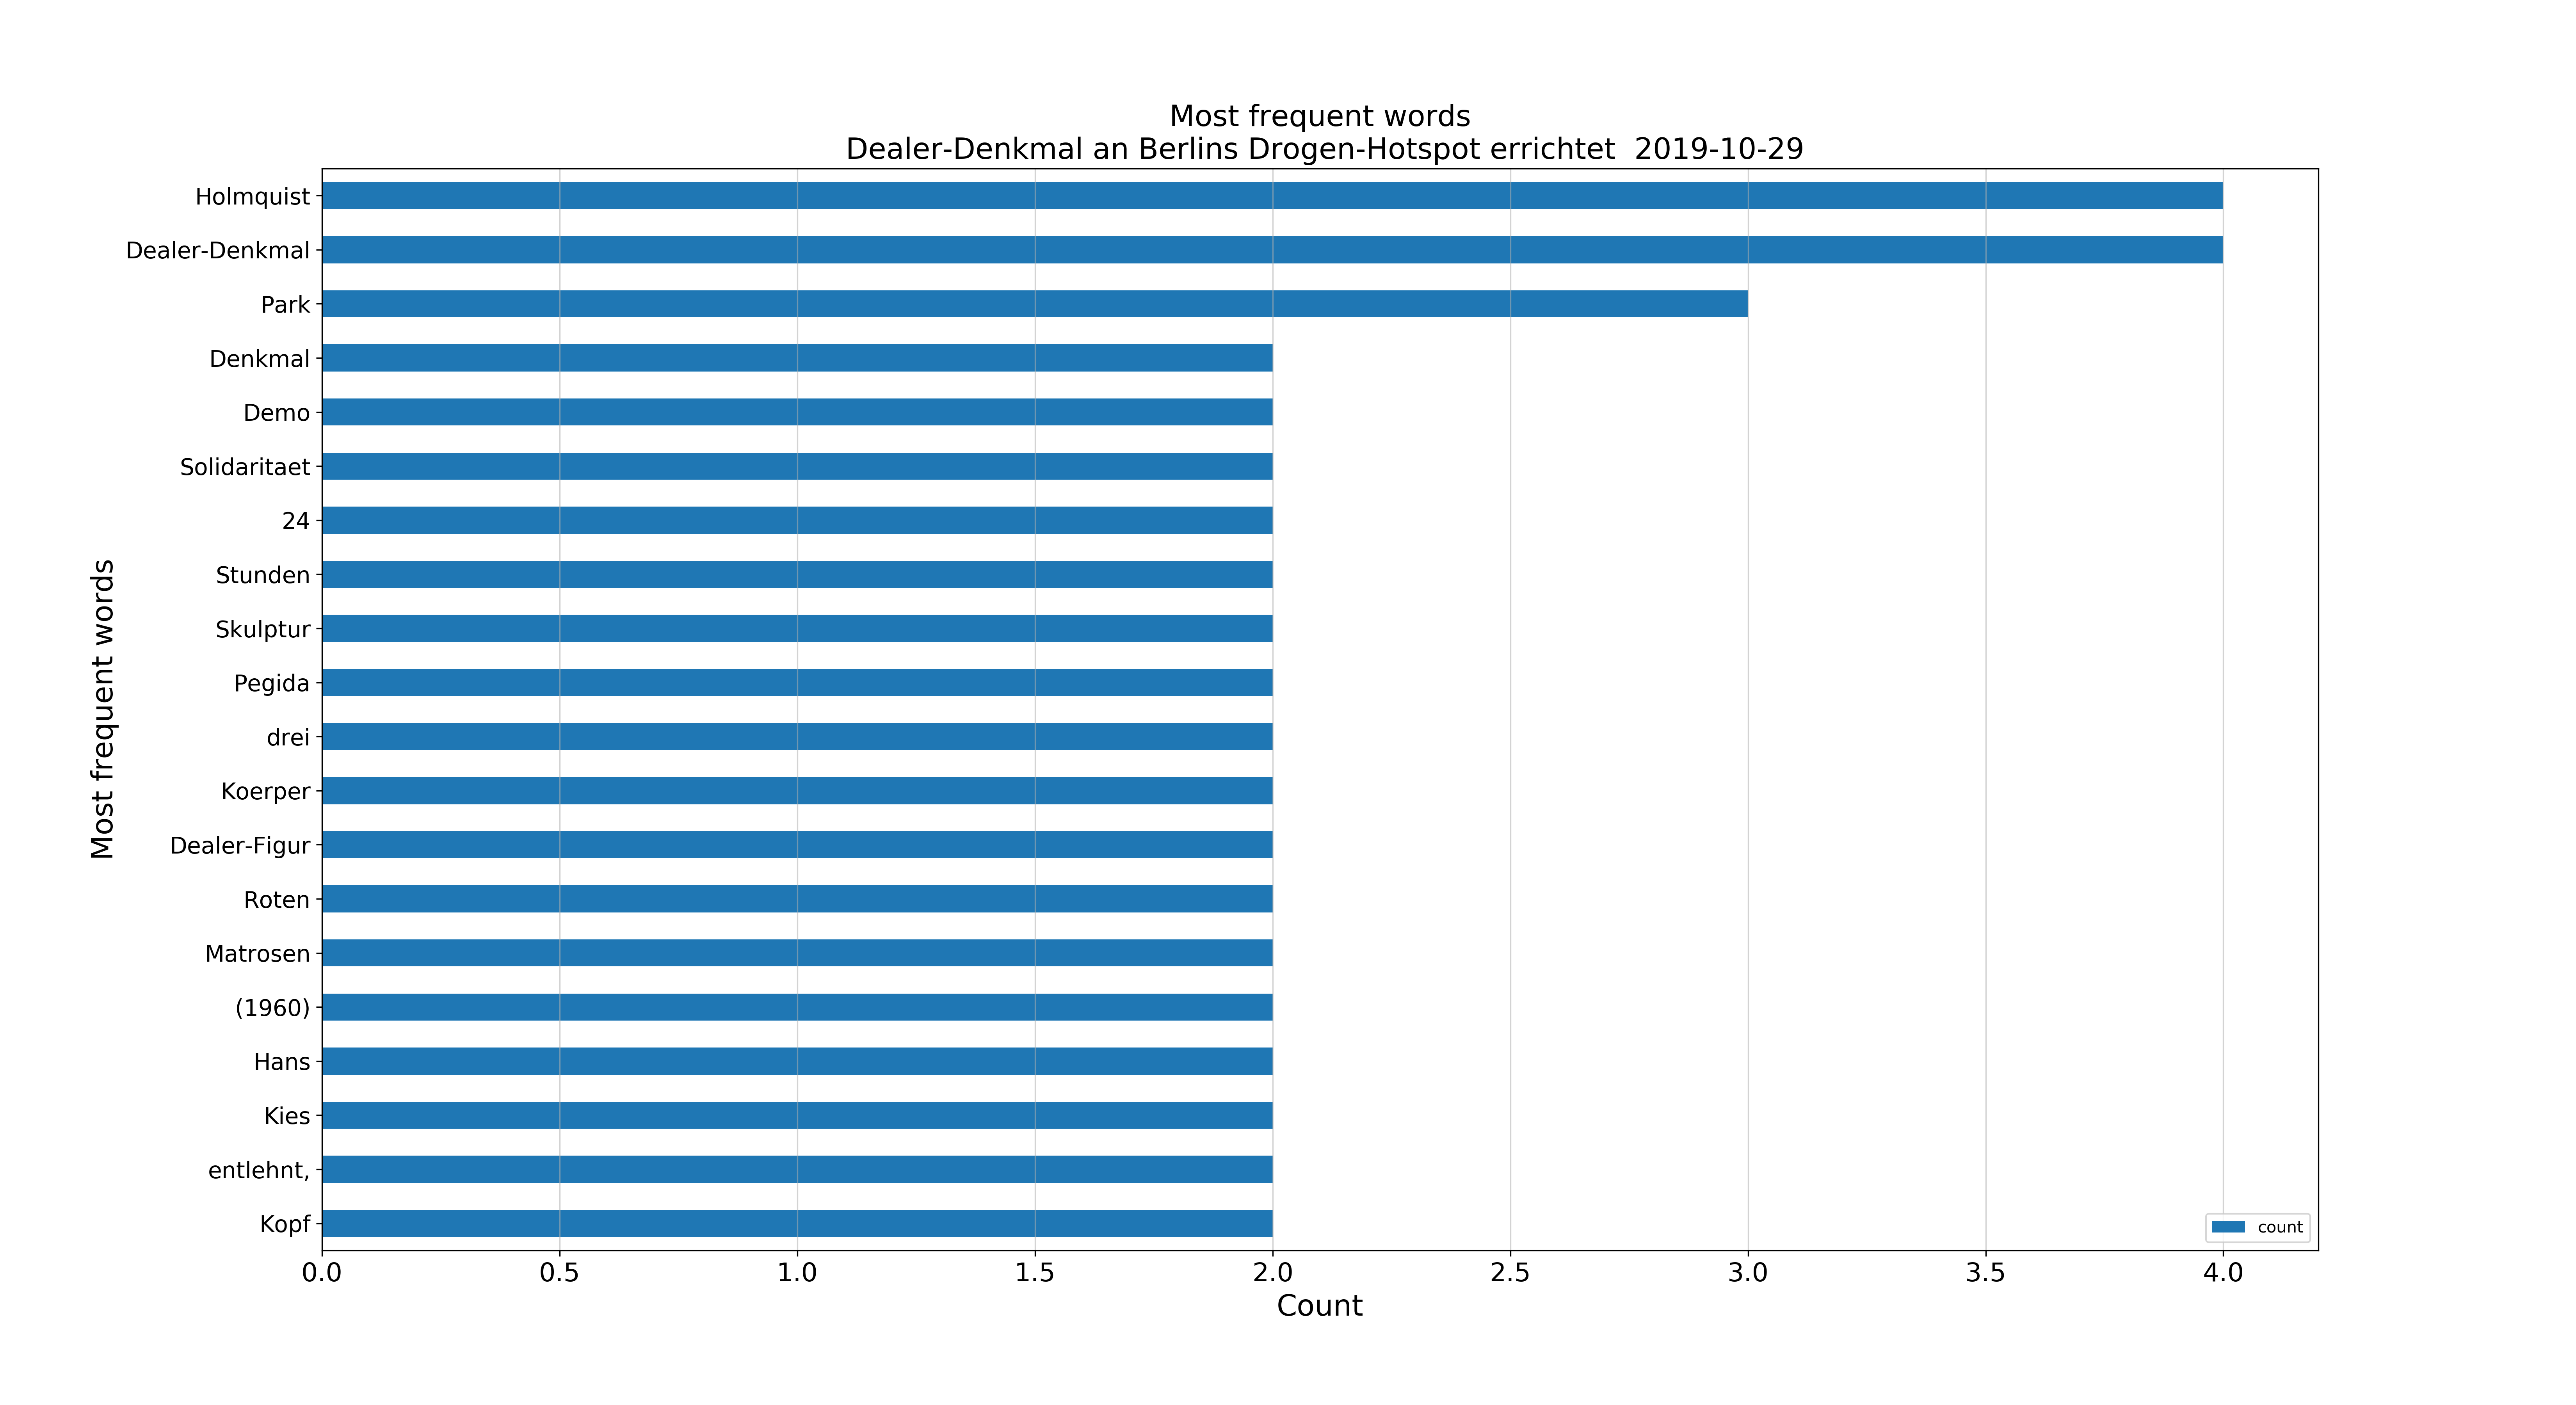 Most frequent words
Dealer-Denkmal an Berlins Drogen-Hotspot errichtet  2019-10-29
Most frequent words
Holmquist
Dealer-Denkmal
Park
Denkmal
Demo
Solidaritaet
24
Stunden
Skulptur
Pegida
drei
Koerper
Dealer-Figur
Roten
Matrosen
(1960)
Hans
Kies
entlehnt,
Kopf
count
0.0 0.5 1.0 1.5 2.0 2.5 3.0 3.5 4.0
Count